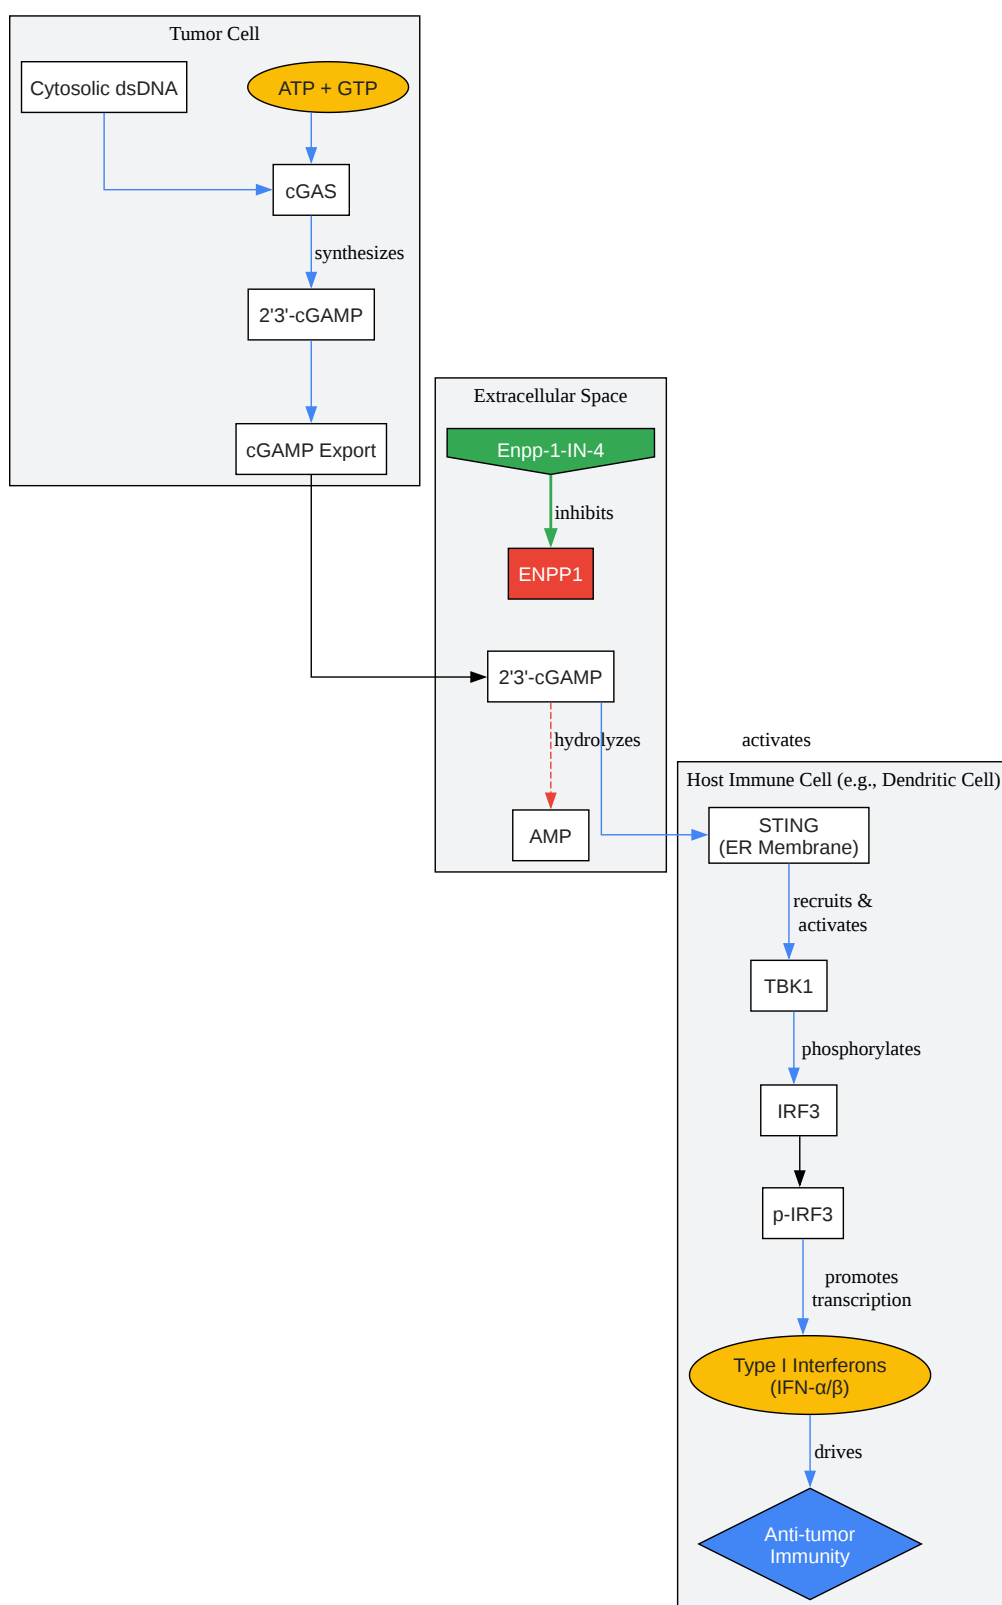 Tumor Cell
Cytosolic dsDNA
ATP + GTP
cGAS
synthesizes
2'3'-cGAMP
cGAMP Export
Extracellular Space
Enpp-1-IN-4
inhibits
ENPP1
2'3'-cGAMP
hydrolyzes
AMP
activates
Host Immune Cell (e.g., Dendritic Cell)
STING
(ER Membrane)
recruits &
activates
TBK1
phosphorylates
IRF3
p-IRF3
promotes
transcription
Type I Interferons
(IFN-α/β)
drives
Anti-tumor
Immunity